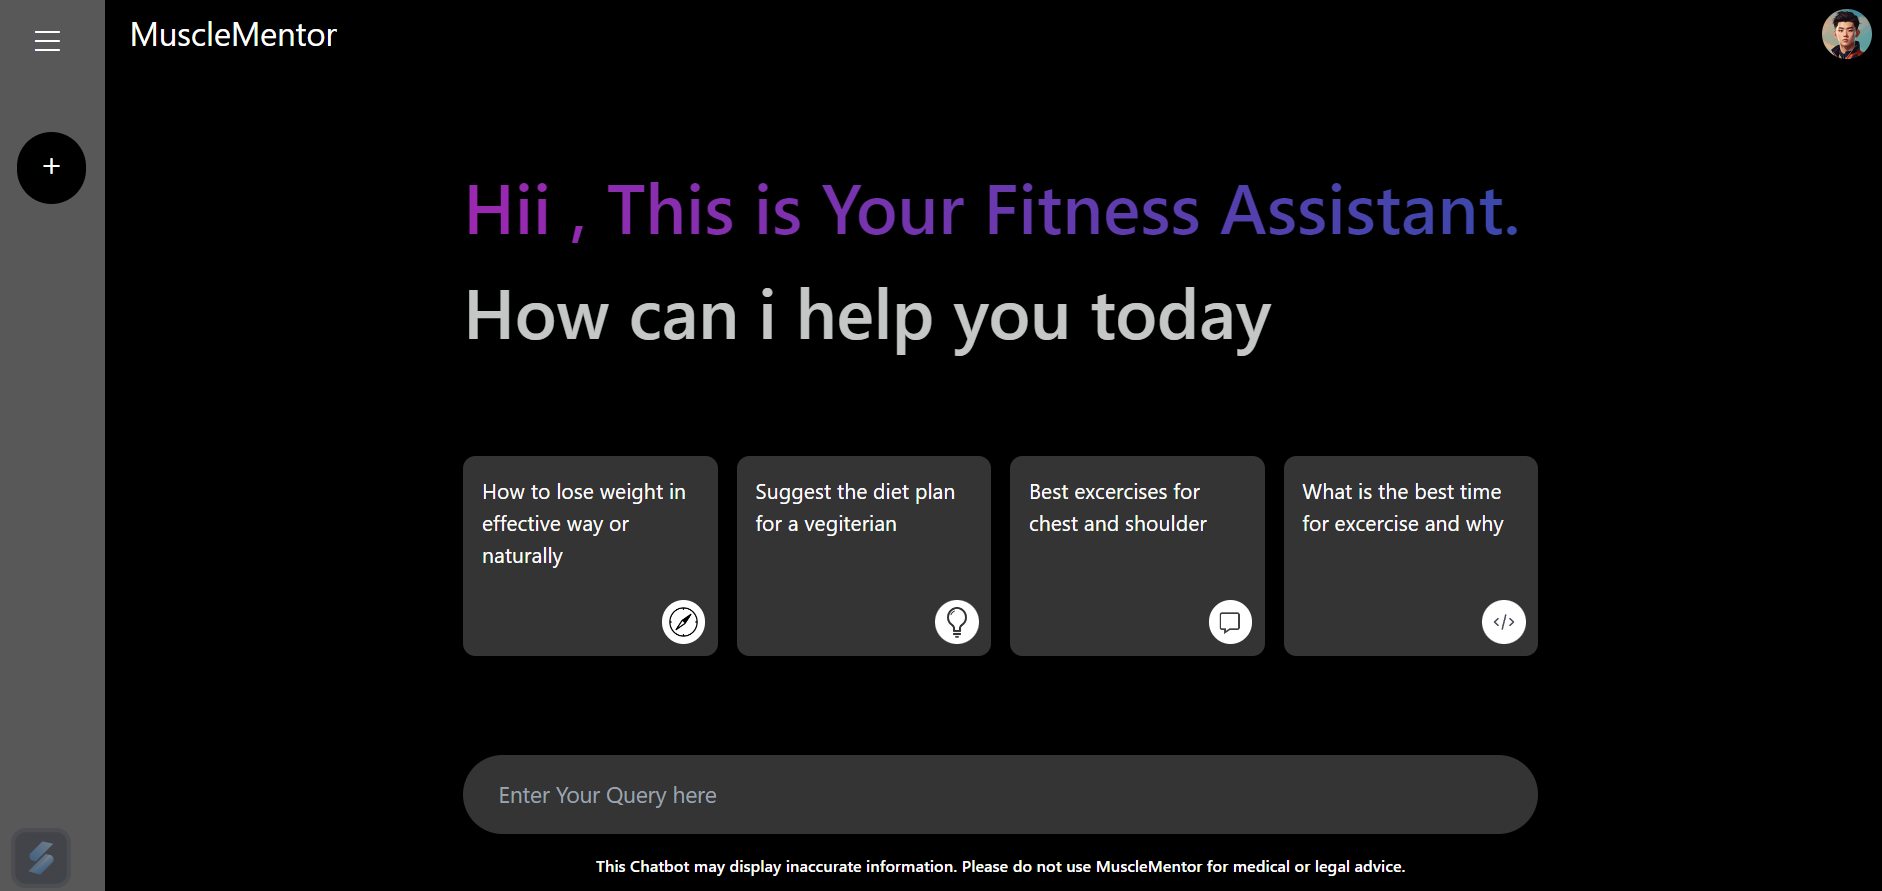 MuscleMentor
Hii , This is Your Fitness Assistant.
How can i help you today
How to lose weight in
effective way or
naturally
Suggest the diet plan
for a vegiterian
Best excercises for
chest and shoulder
What is the best time
for excercise and why
Enter Your Query here
This Chatbot may display inaccurate information. Please do not use MuscleMentor for medical or legal advice.